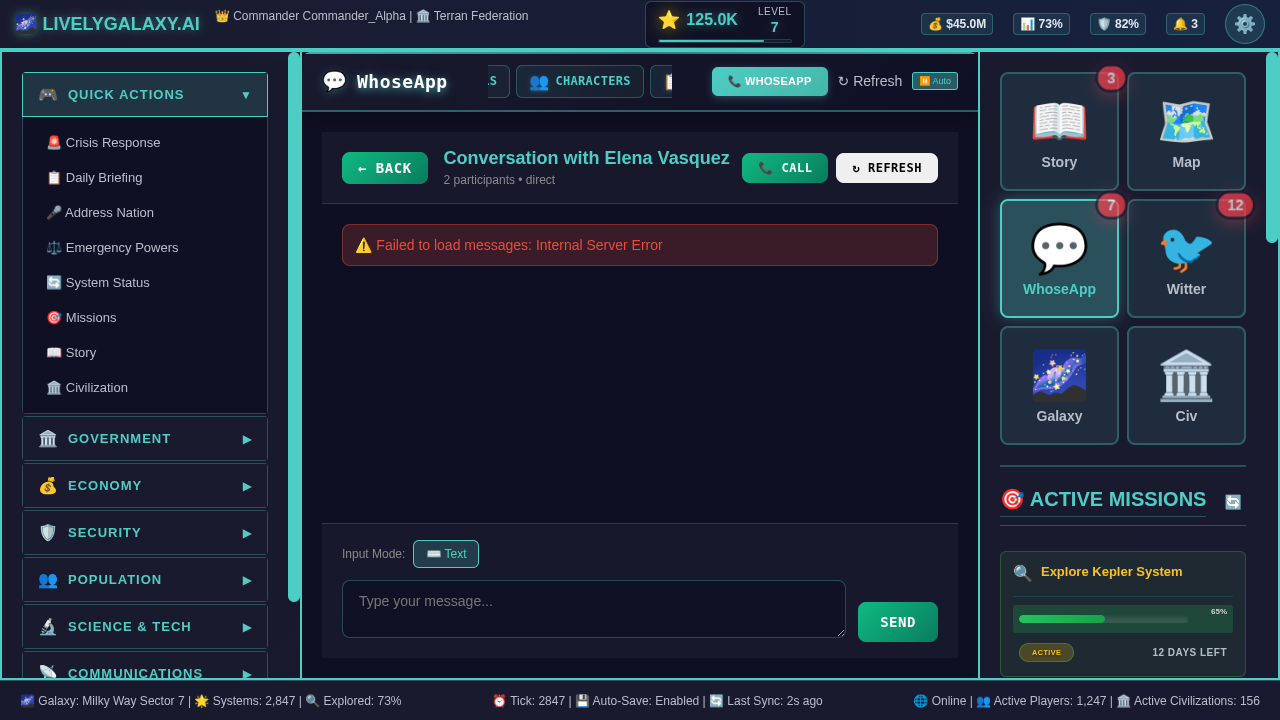 LIVELYGALAXY.AI
Commander Commander_Alpha | Terran Federation
125.0K
LEVEL
7
$45.0M
73%
82%
3
QUICK ACTIONS ▼
Crisis Response
Daily Briefing
Address Nation
Emergency Powers
System Status
Missions
Story
Civilization
GOVERNMENT ▶
ECONOMY ▶
SECURITY ▶
POPULATION ▶
SCIENCE & TECH ▶
COMMUNICATIONS ▶
WhoseApp
CHARACTERS
WHOSEAPP
↻ Refresh
Auto
← BACK
Conversation with Elena Vasquez
2 participants • direct
CALL
↻ REFRESH
Failed to load messages: Internal Server Error
Input Mode:
Text
Type your message...
SEND
3
Story
Map
7
WhoseApp
12
Witter
Galaxy
Civ
ACTIVE MISSIONS
Explore Kepler System
65%
ACTIVE
12 DAYS LEFT
Galaxy: Milky Way Sector 7 | Systems: 2,847 | Explored: 73%
Tick: 2847 | Auto-Save: Enabled | Last Sync: 2s ago
Online | Active Players: 1,247 | Active Civilizations: 156